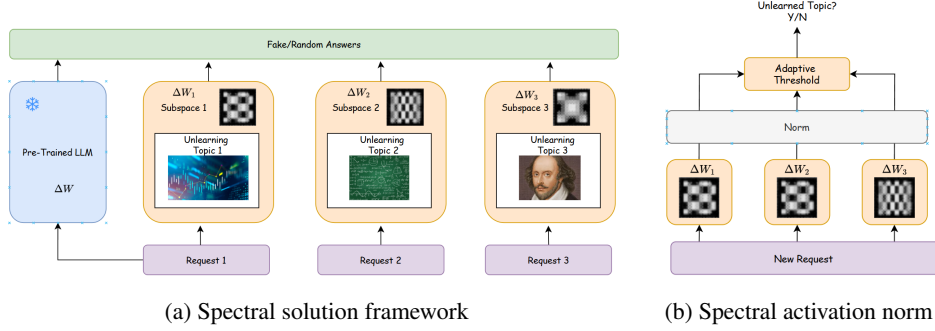 Fake/Random Answers
Pre-Trained LLM
ΔW
ΔW₁
Subspace 1
Unlearning
Topic 1
ΔW₂
Subspace 2
Unlearning
Topic 2
ΔW₃
Subspace 3
Unlearning
Topic 3
Request 1
Request 2
Request 3
(a) Spectral solution framework
Unlearned Topic?
Y/N
Adaptive
Threshold
Norm
ΔW₁
ΔW₂
ΔW₃
New Request
(b) Spectral activation norm